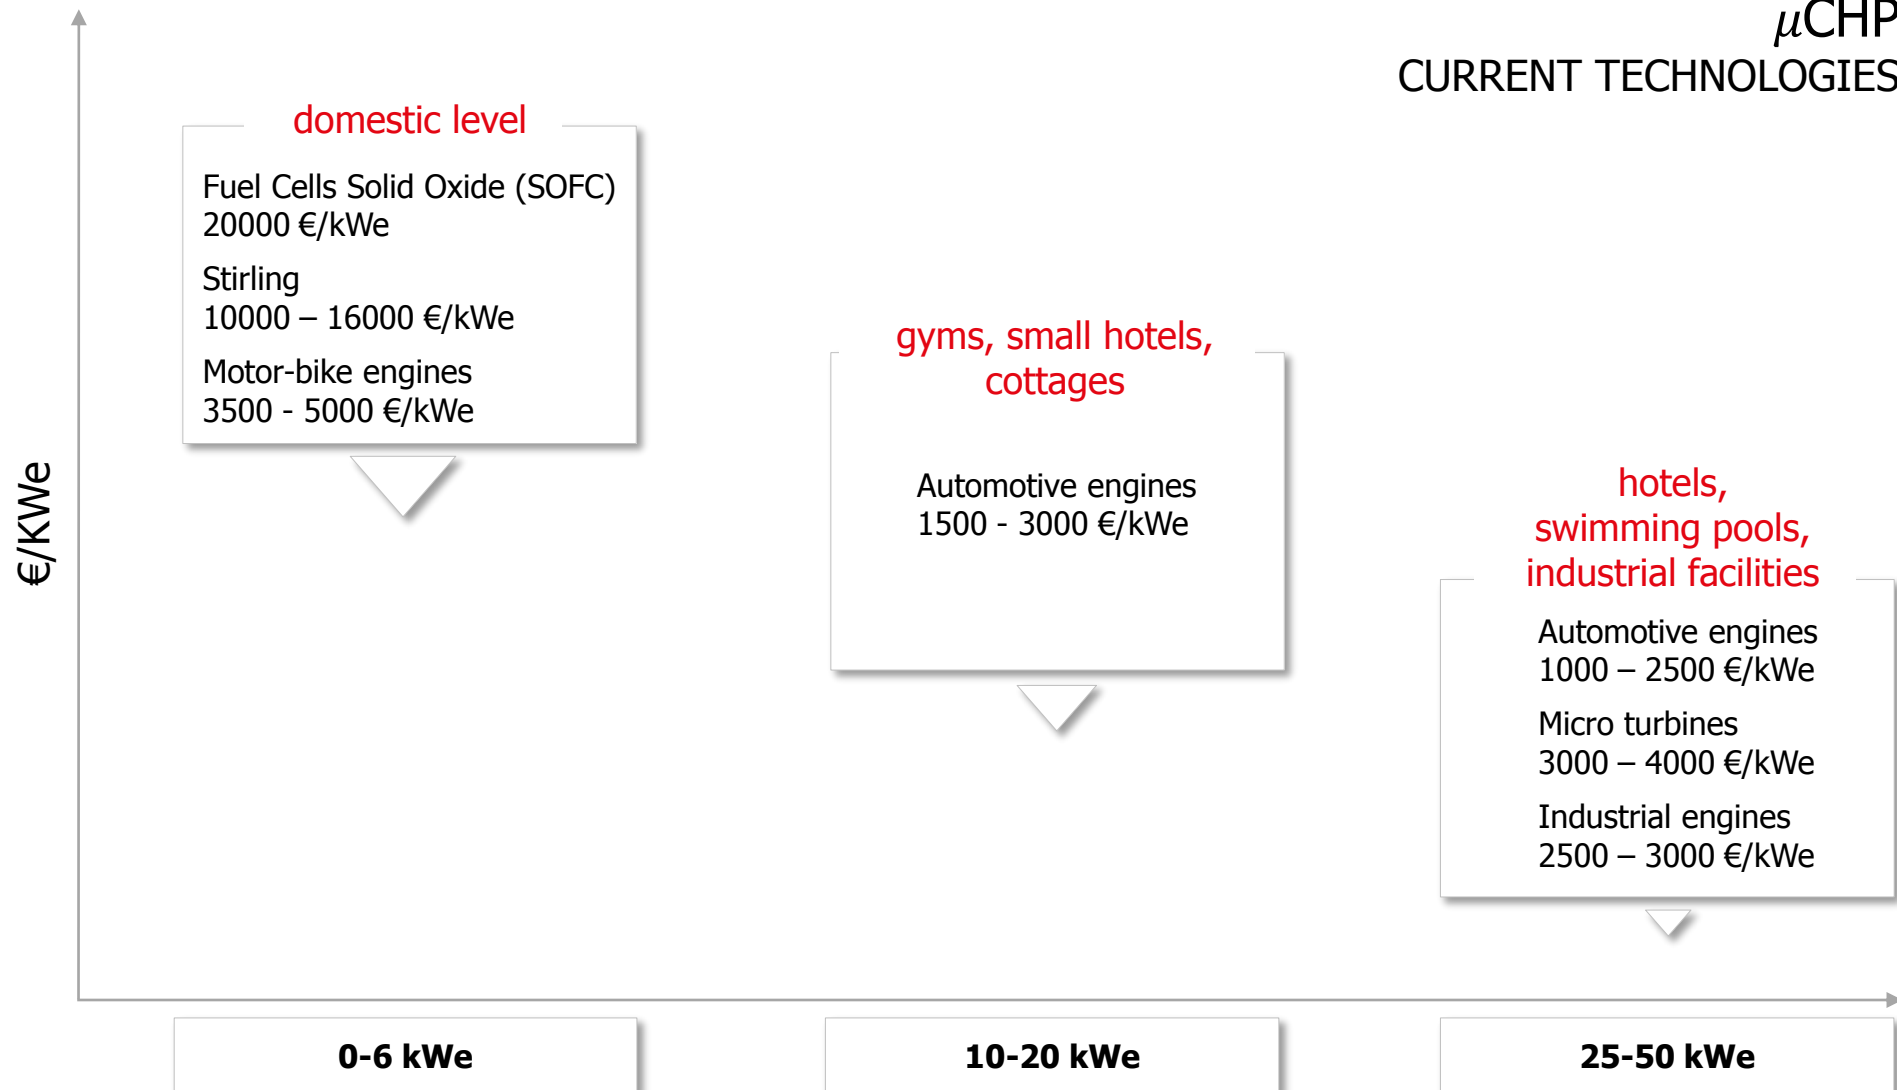 μCHP
CURRENT TECHNOLOGIES
domestic level
Fuel Cells Solid Oxide (SOFC)
20000 €/kWe
Stirling
10000 – 16000 €/kWe
Motor-bike engines
3500 - 5000 €/kWe
gyms, small hotels,
cottages
Automotive engines
1500 - 3000 €/kWe
hotels,
swimming pools,
industrial facilities
Automotive engines
1000 – 2500 €/kWe
Micro turbines
3000 – 4000 €/kWe
Industrial engines
2500 – 3000 €/kWe
€/KWe
0-6 kWe
10-20 kWe
25-50 kWe